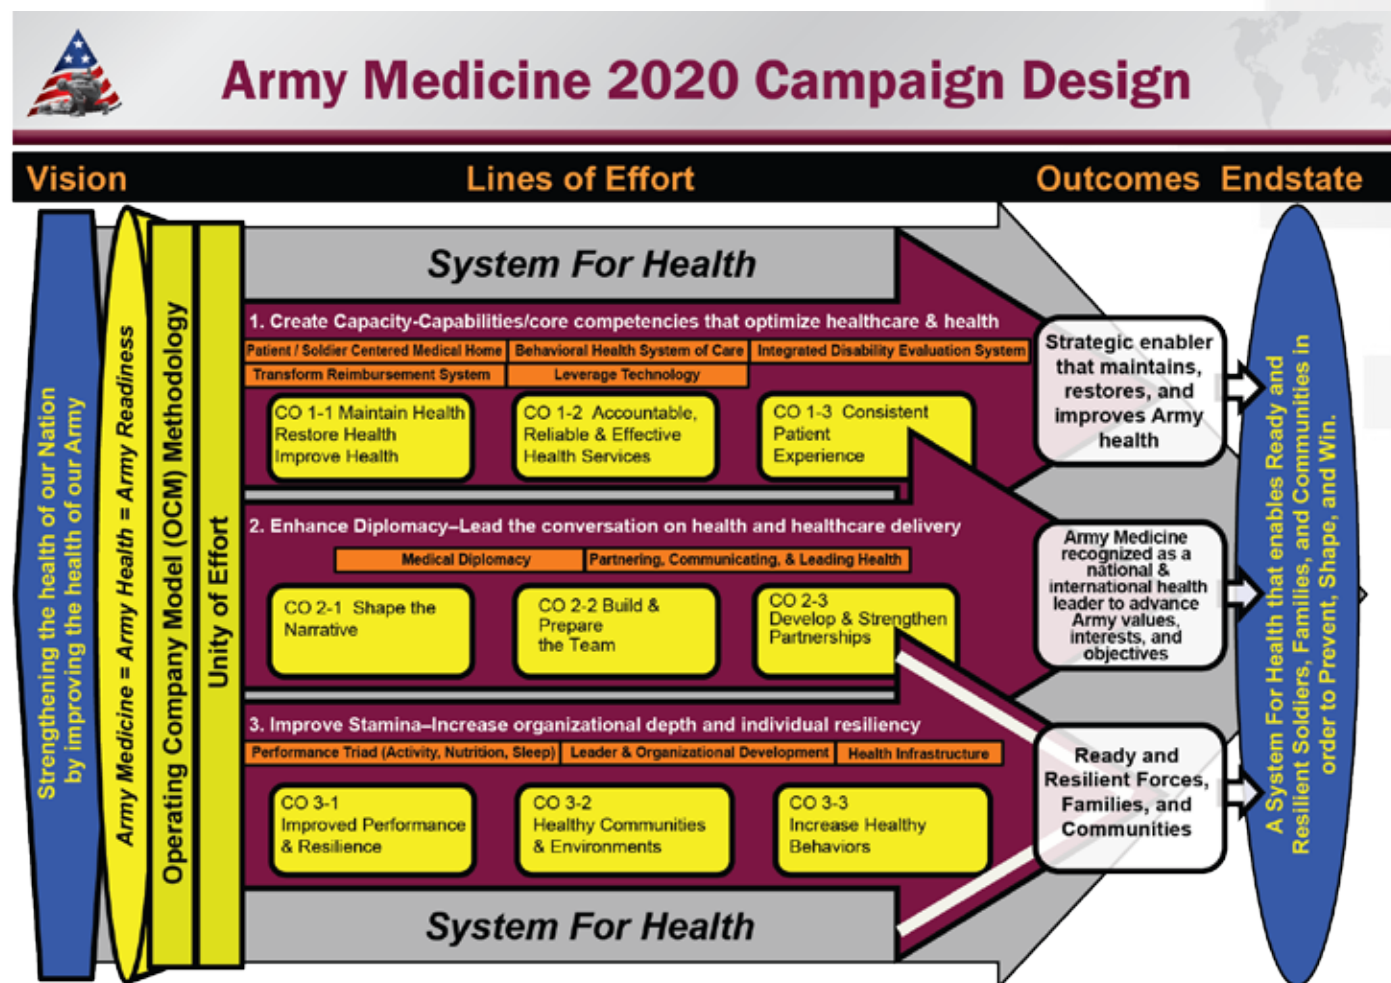 Army Medicine 2020 Campaign Design
Vision
Lines of Effort
Outcomes
Endstate
Strengthening the health of our Nation
by improving the health of our Army
Army Medicine = Army Health = Army Readiness
Operating Company Model (OCM) Methodology
Unity of Effort
System For Health
1. Create Capacity-Capabilities/core competencies that optimize healthcare & health
Patient / Soldier Centered Medical Home
Behavioral Health System of Care
Integrated Disability Evaluation System
Transform Reimbursement System
Leverage Technology
CO 1-1 Maintain Health
Restore Health
Improve Health
CO 1-2 Accountable,
Reliable & Effective
Health Services
CO 1-3 Consistent
Patient
Experience
Strategic enabler
that maintains,
restores, and
improves Army
health
2. Enhance Diplomacy–Lead the conversation on health and healthcare delivery
Medical Diplomacy
Partnering, Communicating, & Leading Health
CO 2-1 Shape the
Narrative
CO 2-2 Build &
Prepare
the Team
CO 2-3
Develop & Strengthen
Partnerships
Army Medicine
recognized as a
national &
international health
leader to advance
Army values,
interests, and
objectives
3. Improve Stamina–Increase organizational depth and individual resiliency
Performance Triad (Activity, Nutrition, Sleep)
Leader & Organizational Development
Health Infrastructure
CO 3-1
Improved Performance
& Resilience
CO 3-2
Healthy Communities
& Environments
CO 3-3
Increase Healthy
Behaviors
Ready and
Resilient Forces,
Families, and
Communities
System For Health
A System For Health that enables Ready and
Resilient Soldiers, Families, and Communities in
order to Prevent, Shape, and Win.